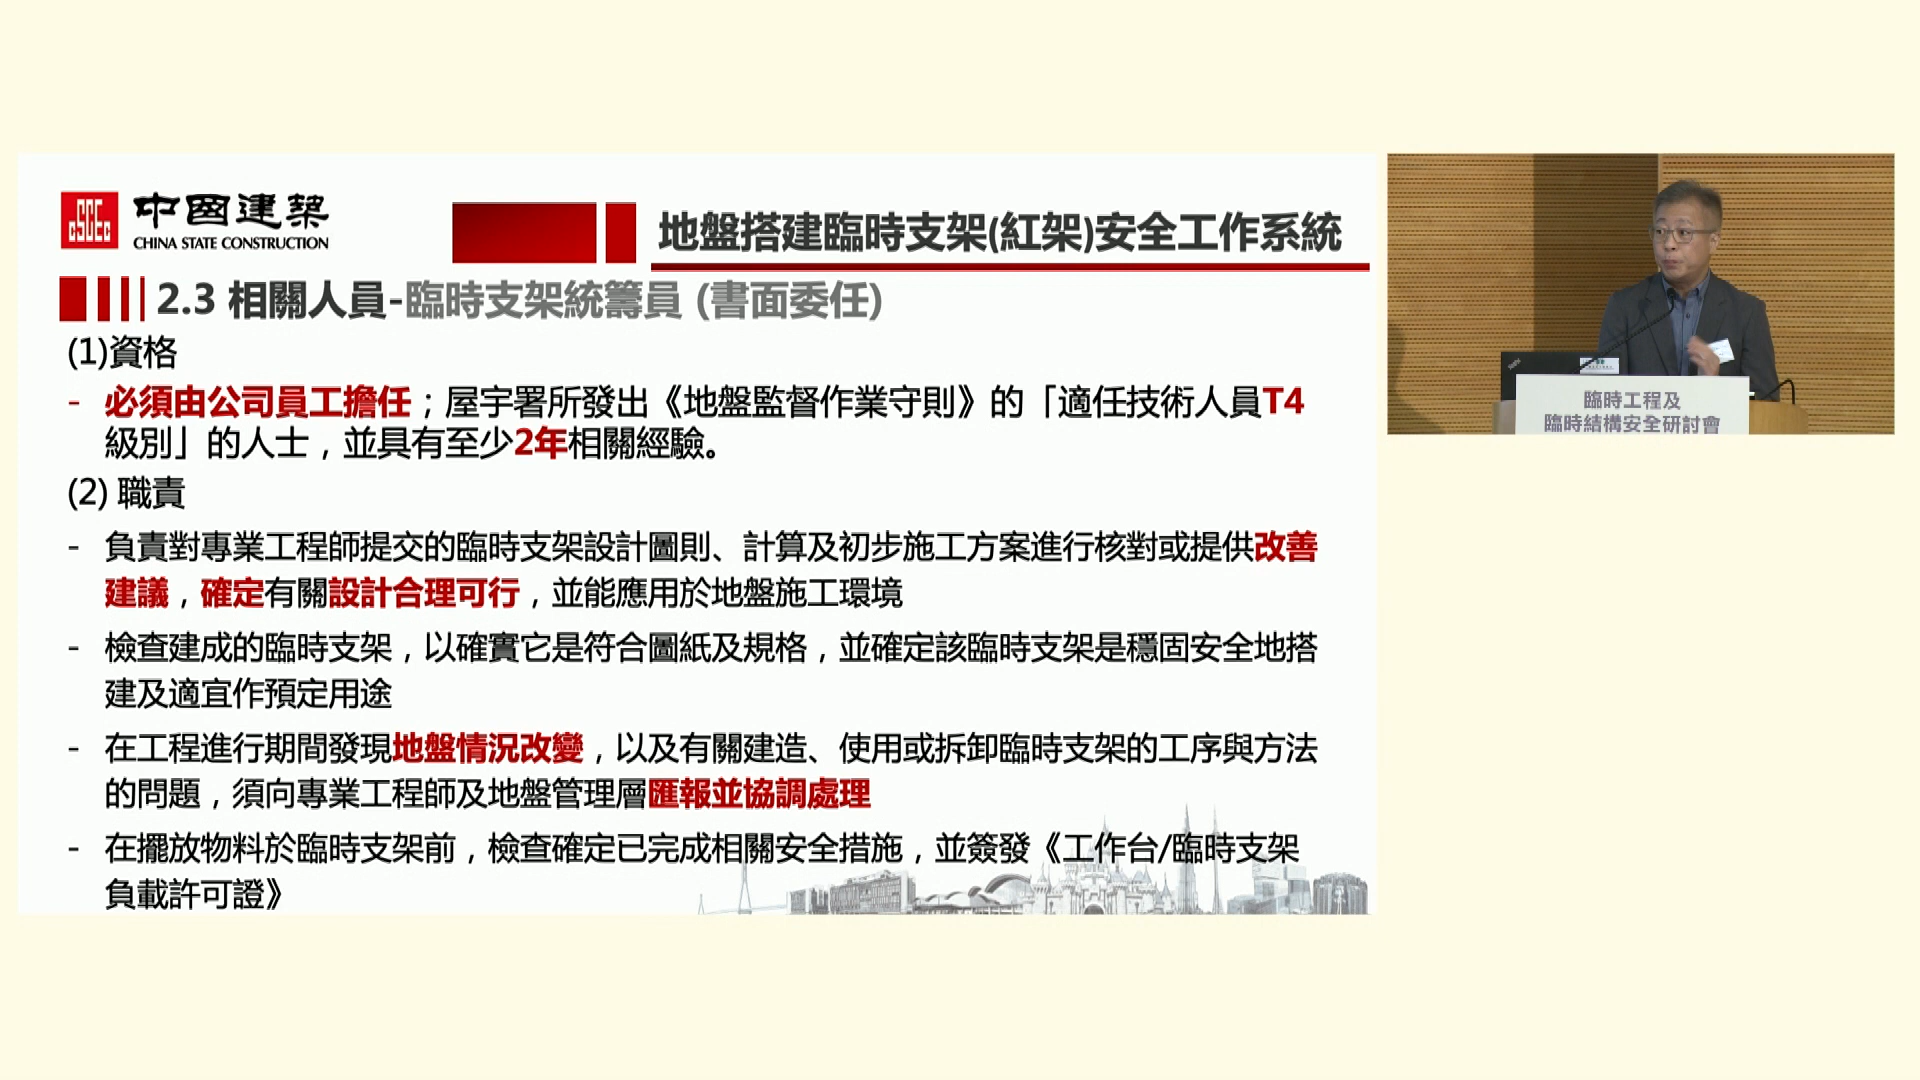 中國建築
CHINA STATE CONSTRUCTION
地盤搭建臨時支架(紅架)安全工作系統
2.3 相關人員-臨時支架統籌員 (書面委任)
(1)資格
- 必須由公司員工擔任；屋宇署所發出《地盤監督作業守則》的「適任技術人員T4
級別」的人士，並具有至少2年相關經驗。
(2) 職責
- 負責對專業工程師提交的臨時支架設計圖則、計算及初步施工方案進行核對或提供改善
建議，確定有關設計合理可行，並能應用於地盤施工環境
- 檢查建成的臨時支架，以確實它是符合圖紙及規格，並確定該臨時支架是穩固安全地搭
建及適宜作預定用途
- 在工程進行期間發現地盤情況改變，以及有關建造、使用或拆卸臨時支架的工序與方法
的問題，須向專業工程師及地盤管理層匯報並協調處理
- 在擺放物料於臨時支架前，檢查確定已完成相關安全措施，並簽發《工作台/臨時支架
負載許可證》
臨時工程及
臨時結構安全研討會